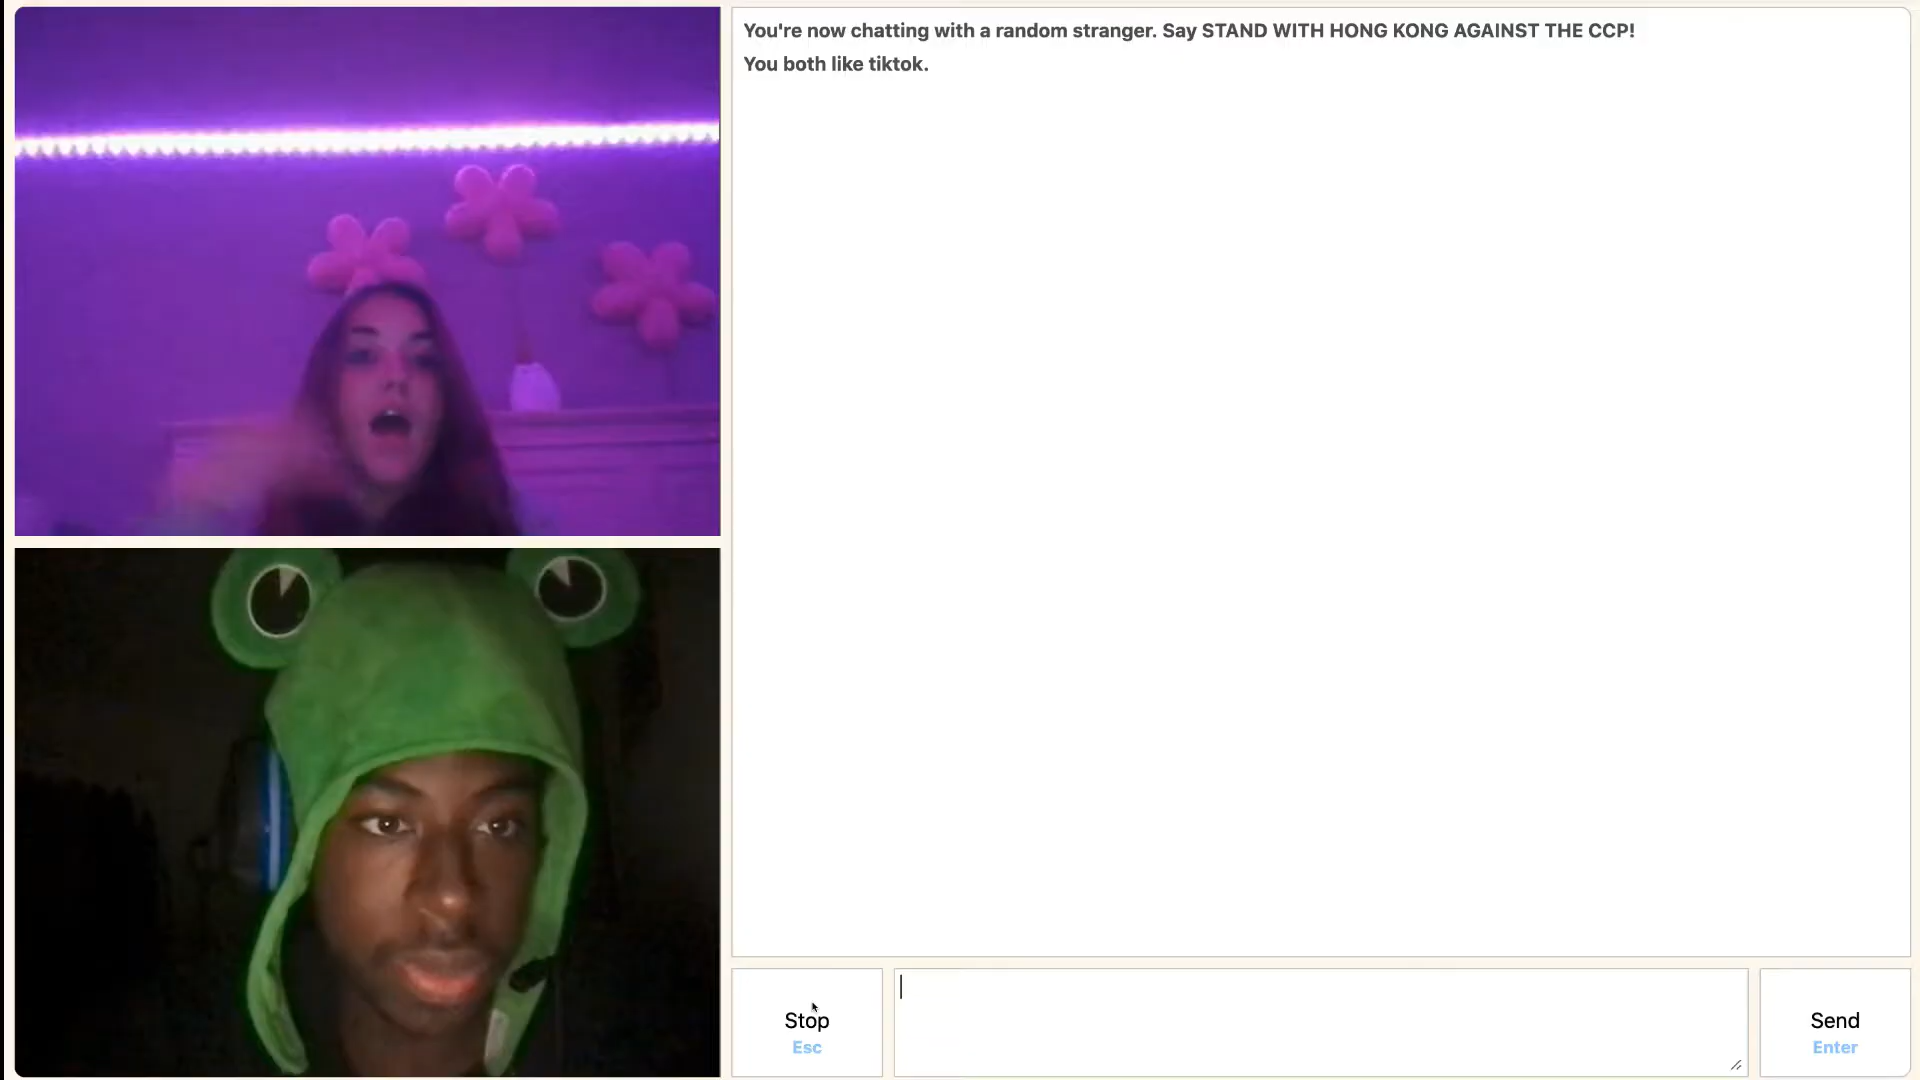 You're now chatting with a random stranger. Say STAND WITH HONG KONG AGAINST THE CCP!
You both like tiktok.
Stop
Esc
Send
Enter